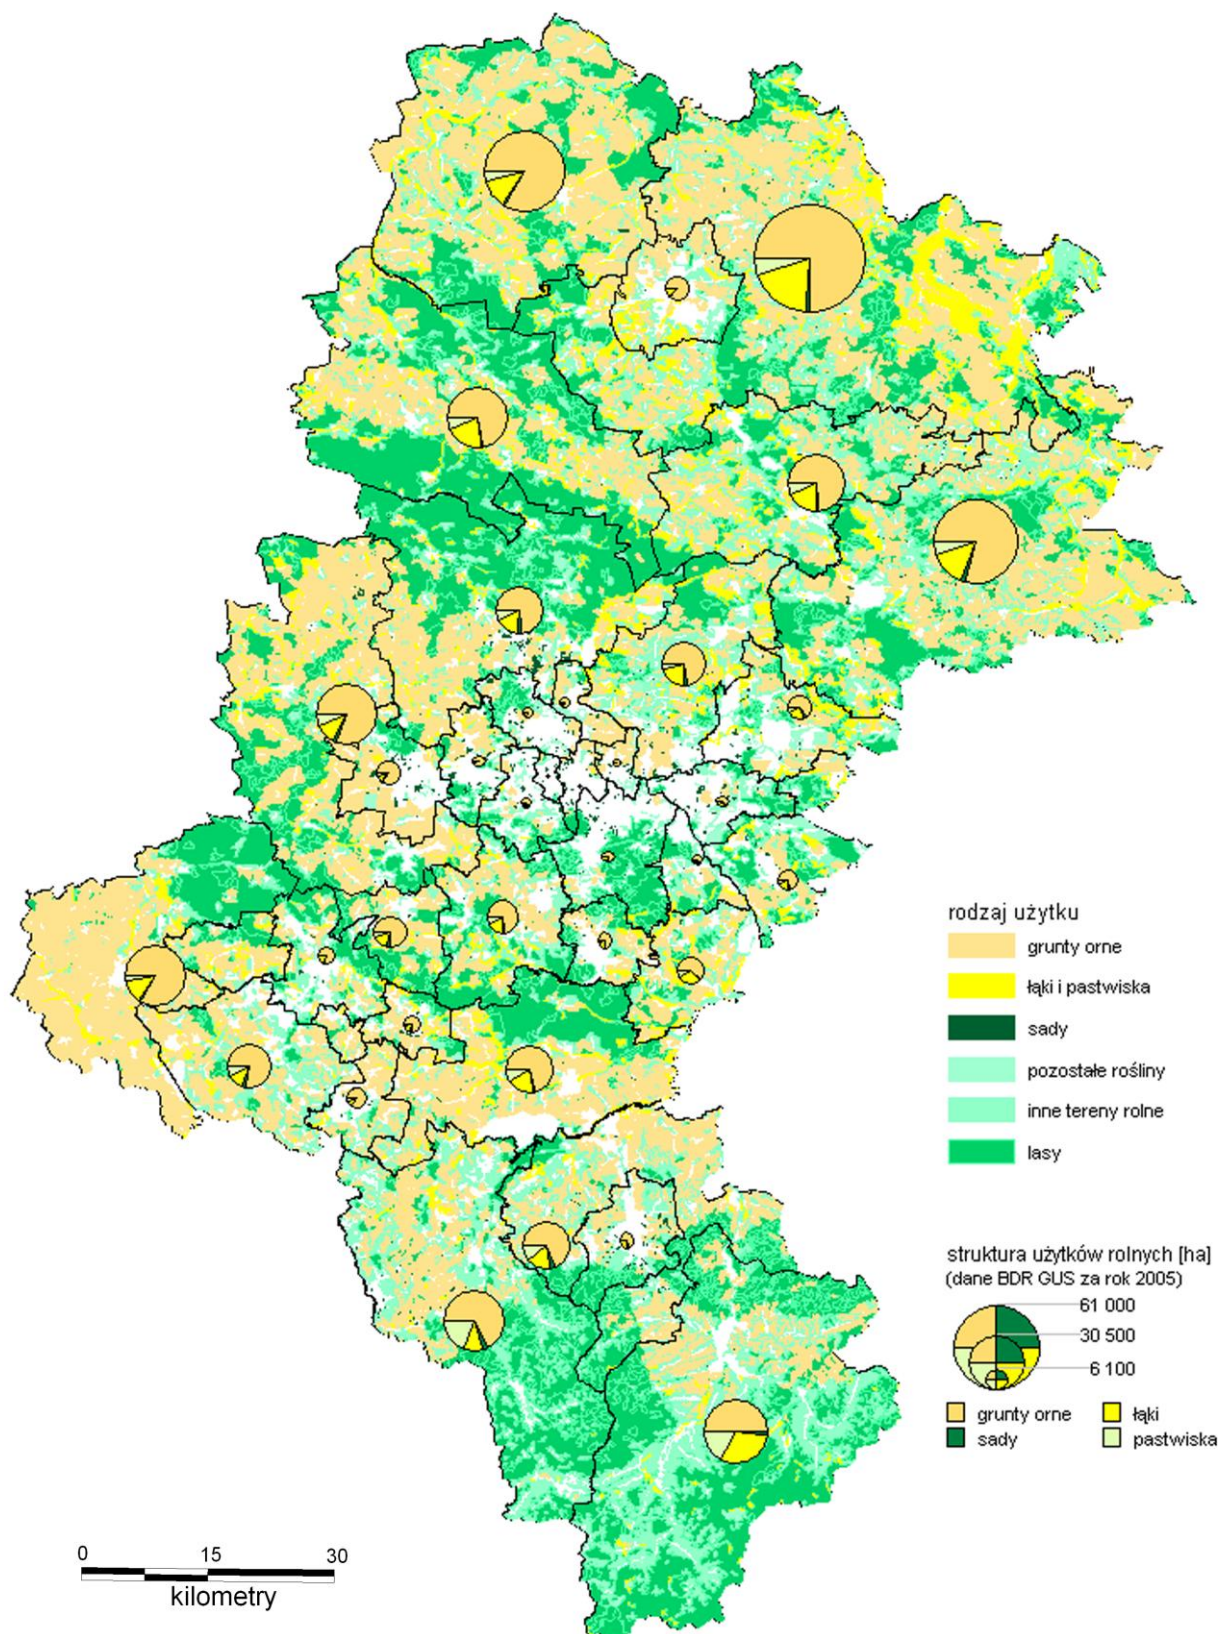 rodzaj użytku
grunty orne
łąki i pastwiska
sady
pozostałe rośliny
inne tereny rolne
lasy
struktura użytków rolnych [ha]
(dane BDR GUS za rok 2005)
61 000
30 500
6 100
grunty orne
łąki
sady
pastwiska
0 15 30
kilometry